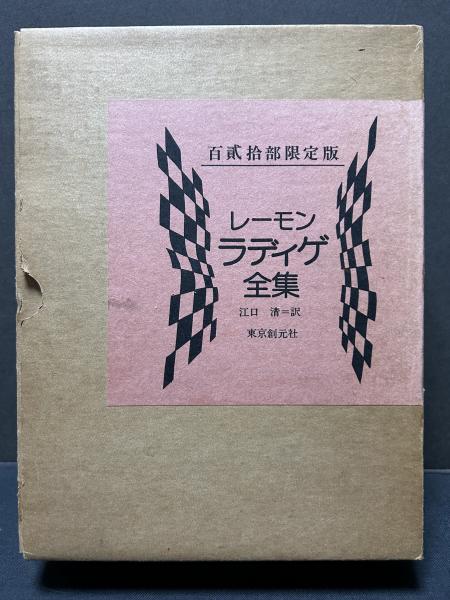 百貳拾部限定版
レーモン
ラディゲ
全集
江口 清=訳
東京創元社